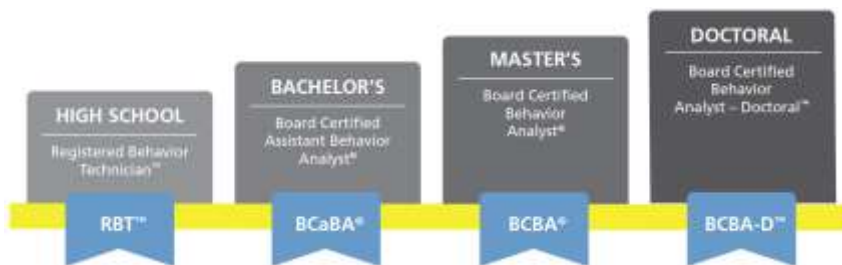 HIGH SCHOOL
Registered Behavior
Technician™
RBT™
BACHELOR'S
Board Certified
Assistant Behavior
Analyst®
BCaBA®
MASTER'S
Board Certified
Behavior
Analyst®
BCBA®
DOCTORAL
Board Certified
Behavior
Analyst – Doctoral™
BCBA-D™